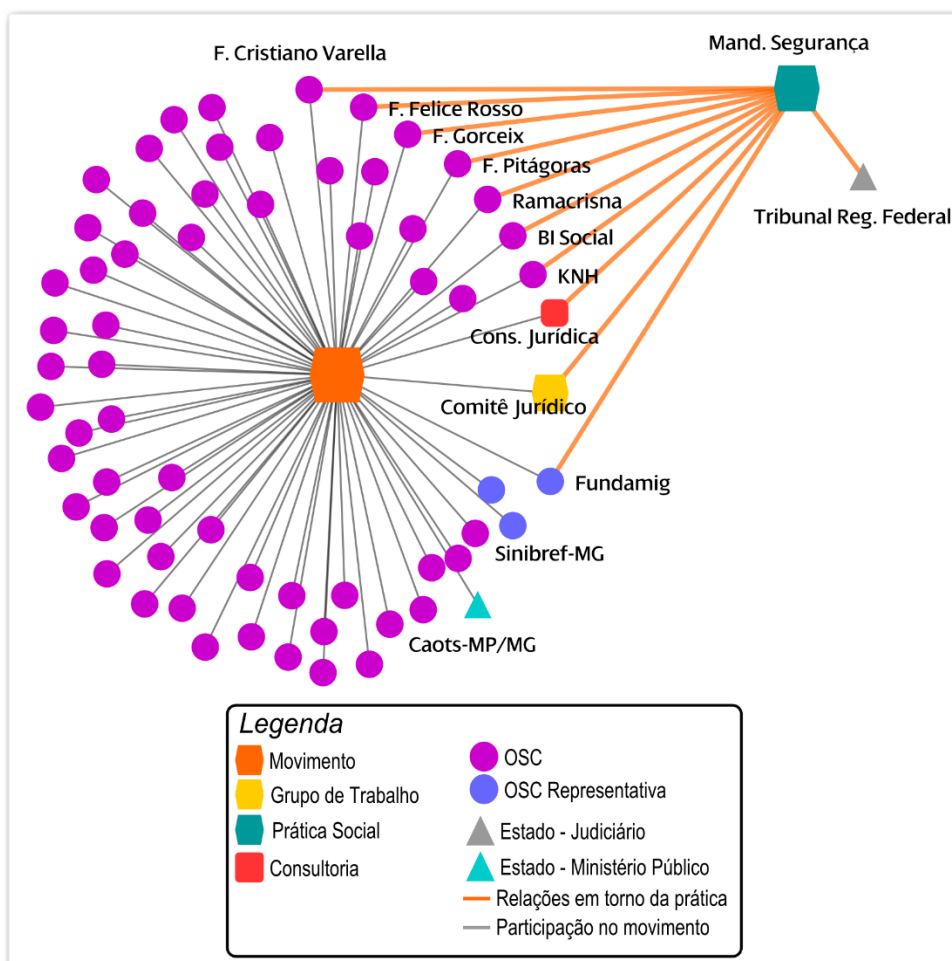 F. Cristiano Varella
Mand. Segurança
F. Felice Rosso
F. Gorceix
F. Pitágoras
Ramacrisna
Tribunal Reg. Federal
BI Social
KNH
Cons. Jurídica
Comitê Jurídico
Fundamig
Sinibref-MG
Caots-MP/MG
Legenda
Movimento
Grupo de Trabalho
Prática Social
Consultoria
OSC
OSC Representativa
Estado - Judiciário
Estado - Ministério Público
Relações em torno da prática
Participação no movimento